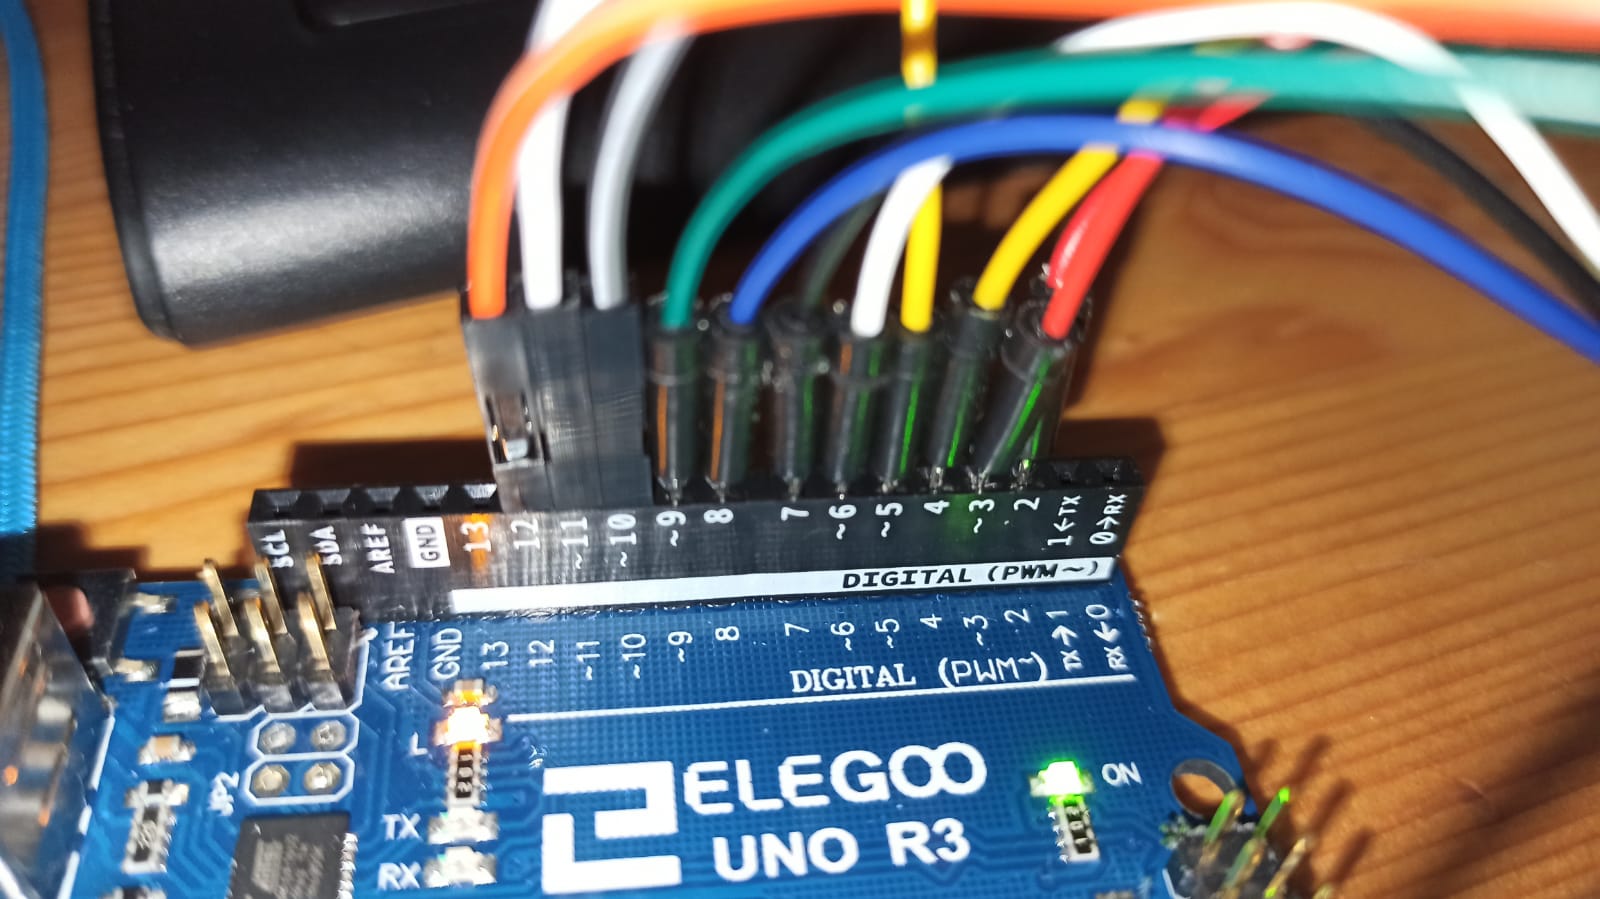 SCL SDA AREF GND 13 12 ~11 ~10 ~9 8 7 ~6 ~5 4 ~3 2 1←TX 0→RX
DIGITAL (PWM~)
AREF GND 13 12 ~11 ~10 ~9 8 7 ~6 ~5 4 ~3 2 TX→1 RX←0
DIGITAL (PWM~)
L
ELEGOO
ON
JP2
TX
UNO R3
RX